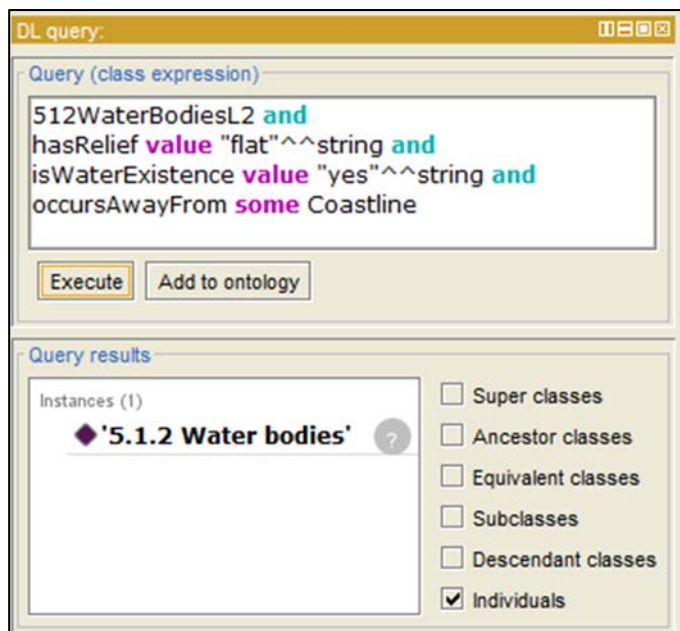 DL query:
Query (class expression)
512WaterBodiesL2 and
hasRelief value "flat"^^string and
isWaterExistence value "yes"^^string and
occursAwayFrom some Coastline
Execute
Add to ontology
Query results
Instances (1)
'5.1.2 Water bodies'
?
Super classes
Ancestor classes
Equivalent classes
Subclasses
Descendant classes
Individuals